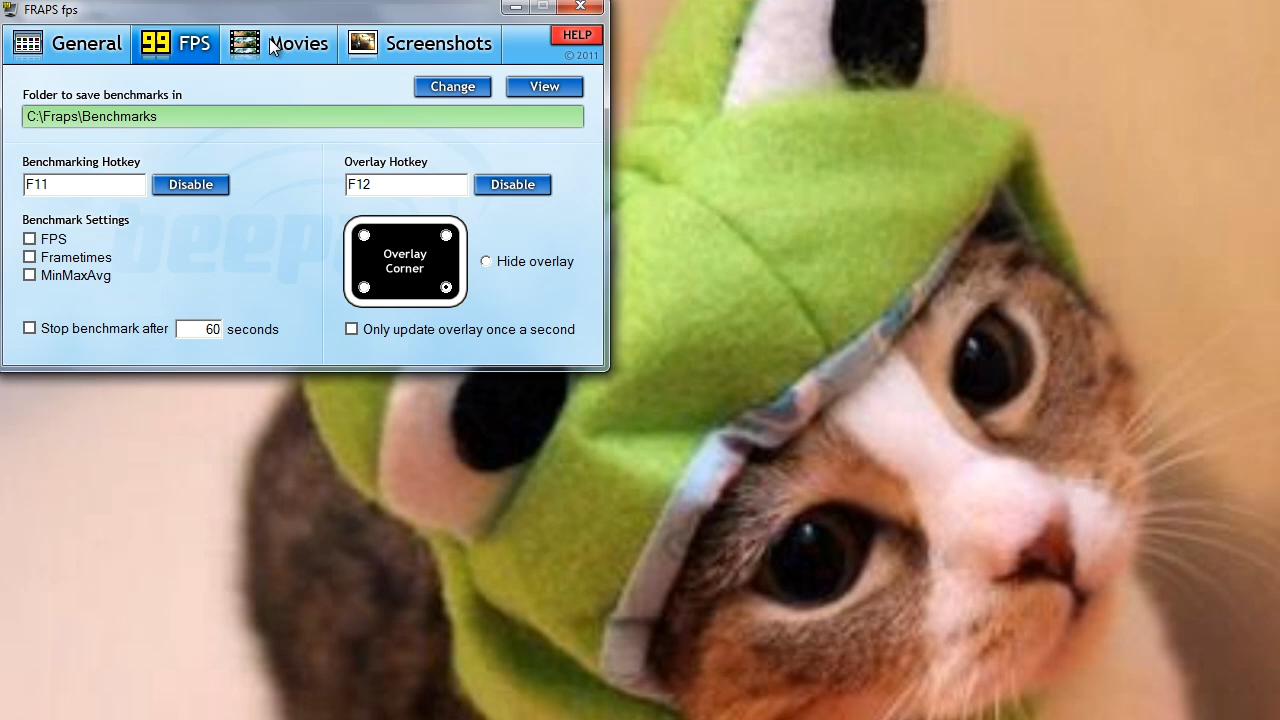 FRAPS fps
General
99 FPS
Movies
Screenshots
HELP
© 2011
Folder to save benchmarks in
Change
View
C:\Fraps\Benchmarks
Benchmarking Hotkey
F11
Disable
Overlay Hotkey
F12
Disable
Benchmark Settings
FPS
Frametimes
MinMaxAvg
Overlay
Corner
Hide overlay
Stop benchmark after 60 seconds
Only update overlay once a second